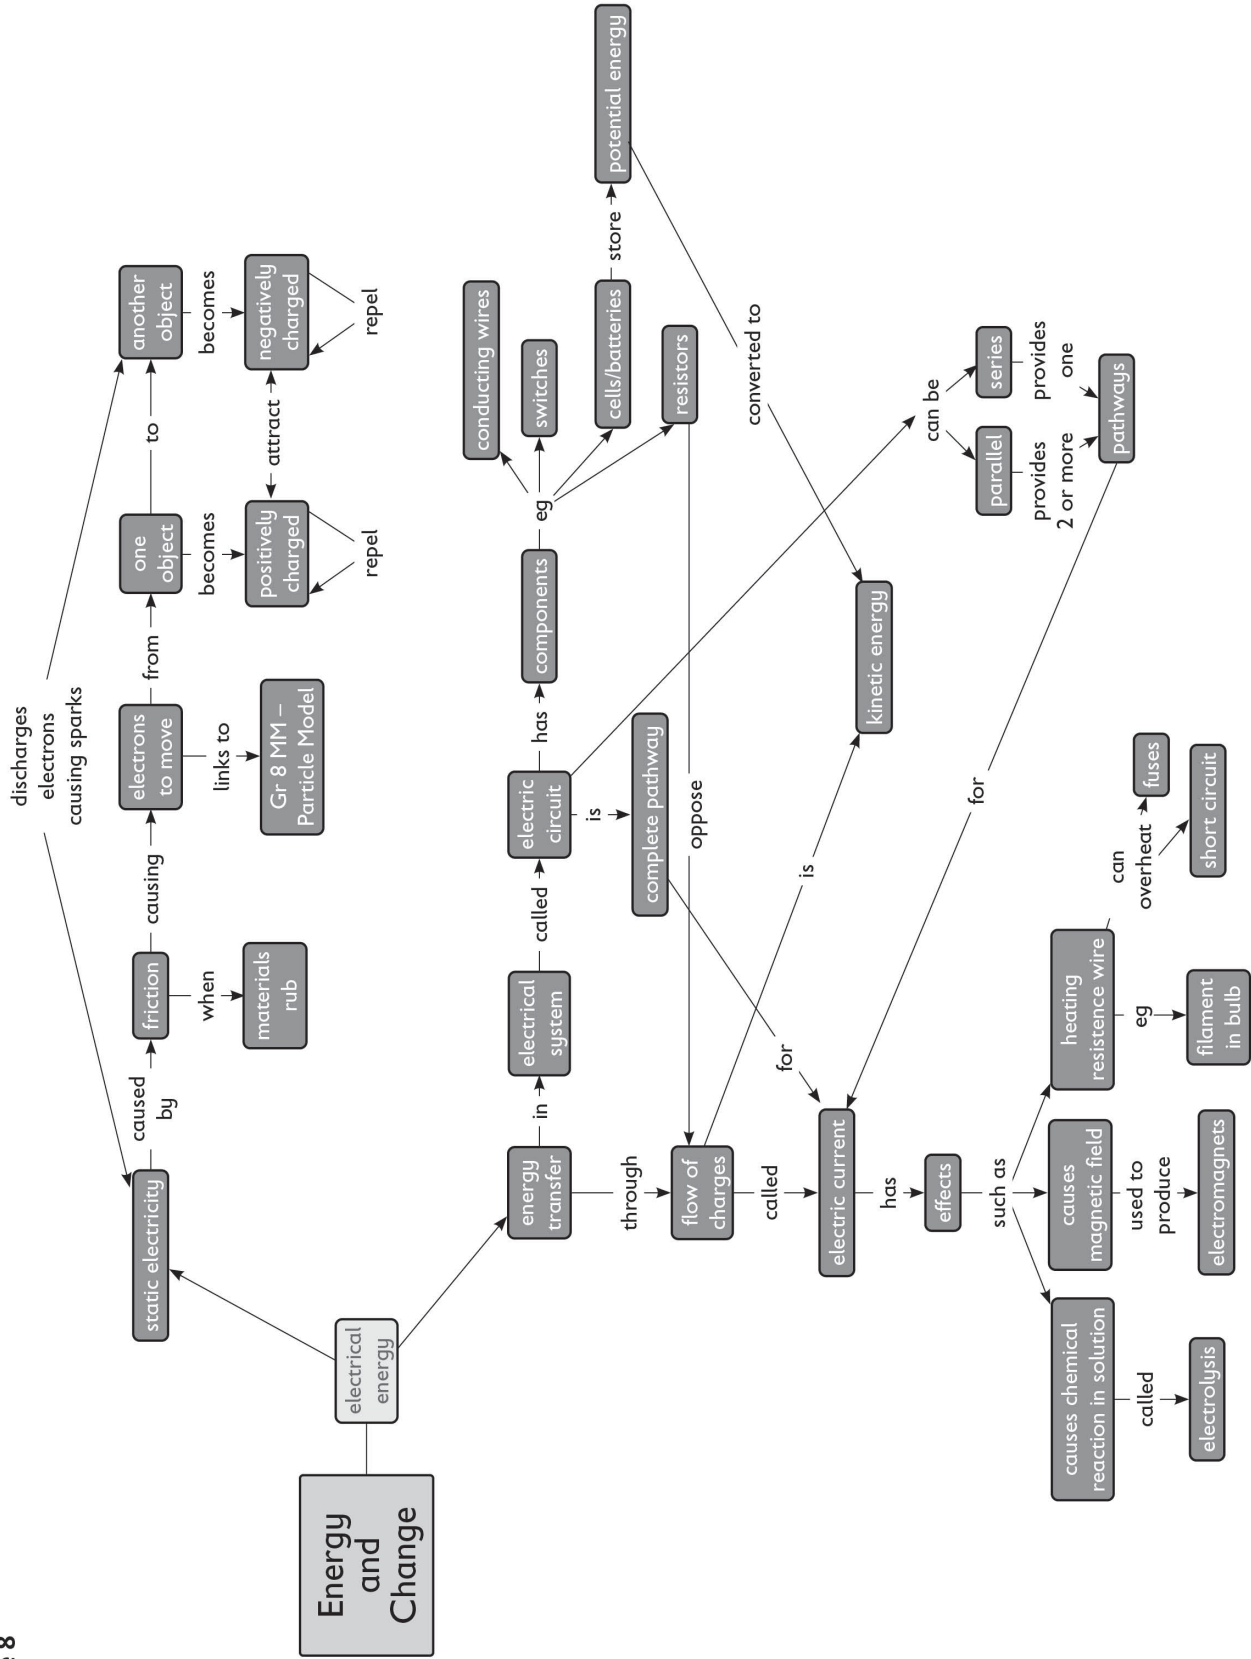 8
Energy
and
Change
electrical
energy
static electricity
caused
by
friction
when
materials
rub
causing
electrons
to move
links to
Gr 8 MM –
Particle Model
from
one
object
to
another
object
discharges
electrons
causing sparks
becomes
positively
charged
repel
attract
becomes
negatively
charged
repel
energy
transfer
in
electrical
system
called
electric
circuit
has
components
eg
conducting wires
switches
cells/batteries
resistors
store
potential energy
converted to
kinetic energy
is
complete pathway
for
oppose
through
flow of
charges
is
called
electric current
can be
parallel
series
provides
2 or more
provides
one
pathways
for
has
effects
such as
causes chemical
reaction in solution
called
electrolysis
causes
magnetic field
used to
produce
electromagnets
heating
resistence wire
eg
filament
in bulb
can
overheat
fuses
short circuit